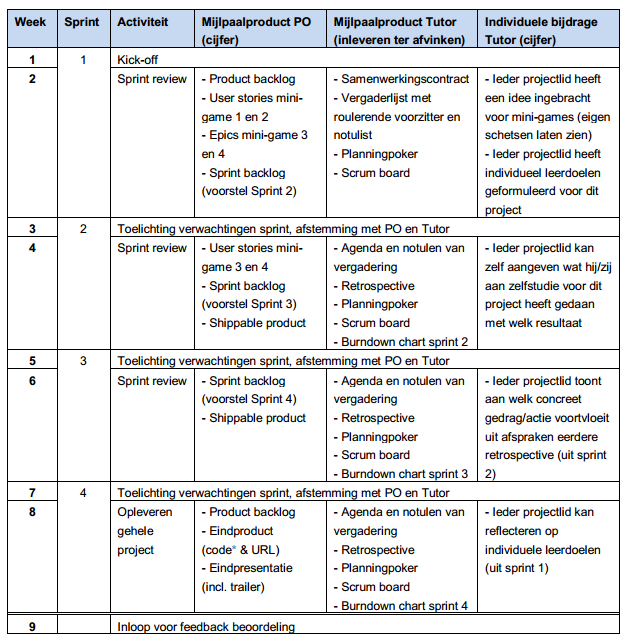 Week Sprint Activiteit Mijlpaalproduct PO Mijlpaalproduct Tutor Individuele bijdrage
(cijfer) (inleveren ter afvinken) Tutor (cijfer)
1 1 Kick-off
2 Sprint review - Product backlog - Samenwerkingscontract - Ieder projectlid heeft
- User stories mini- - Vergaderlijst met een idee ingebracht
game 1 en 2 roulerende voorzitter en voor mini-games (eigen
- Epics mini-game 3 notulist schetsen laten zien)
en 4 - Planningpoker - Ieder projectlid heeft
- Sprint backlog - Scrum board individueel leerdoelen
(voorstel Sprint 2) geformuleerd voor dit
project
3 2 Toelichting verwachtingen sprint, afstemming met PO en Tutor
4 Sprint review - User stories mini- - Agenda en notulen van - Ieder projectlid kan
game 3 en 4 vergadering zelf aangeven wat hij/zij
- Sprint backlog - Retrospective aan zelfstudie voor dit
(voorstel Sprint 3) - Planningpoker project heeft gedaan
- Shippable product - Scrum board met welk resultaat
- Burndown chart sprint 2
5 3 Toelichting verwachtingen sprint, afstemming met PO en Tutor
6 Sprint review - Sprint backlog - Agenda en notulen van - Ieder projectlid toont
(voorstel Sprint 4) vergadering aan welk concreet
- Shippable product - Retrospective gedrag/actie voortvloeit
- Planningpoker uit afspraken eerdere
- Scrum board retrospective (uit sprint
- Burndown chart sprint 3 2)
7 4 Toelichting verwachtingen sprint, afstemming met PO en Tutor
8 Opleveren - Product backlog - Agenda en notulen van - Ieder projectlid kan
gehele - Eindproduct vergadering reflecteren op
project (code* & URL) - Retrospective individuele leerdoelen
- Eindpresentatie - Planningpoker (uit sprint 1)
(incl. trailer) - Scrum board
- Burndown chart sprint 4
9 Inloop voor feedback beoordeling